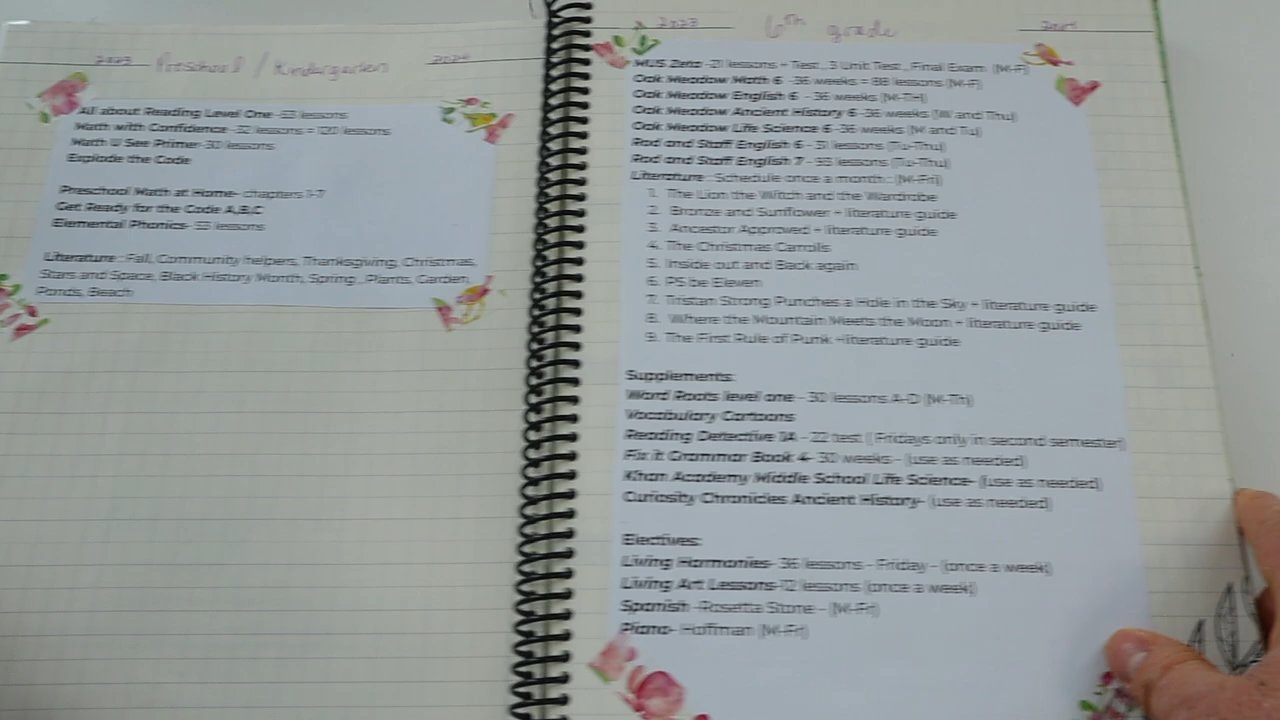 2023 Preschool / Kindergarten 2024
All about Reading Level One -53 lessons
Math with Confidence -32 lessons = 120 lessons
Math U See Primer-30 lessons
Explode the Code
Preschool Math at Home- chapters 1-7
Get Ready for the Code A,B,C
Elemental Phonics- 53 lessons
Literature : Fall, Community helpers, Thanksgiving, Christmas,
Stars and Space, Black History Month, Spring , Plants, Garden,
Ponds, Beach
2023 6th grade
MUS Zeta -21 lessons - Test , 3 Unit Test , Final Exam (M-F)
Oak Meadow Math 6 -36 weeks = 88 lessons (M-F)
Oak Meadow English 6 - 36 weeks (M-TH)
Oak Meadow Ancient History 6 -36 weeks (W and Thu)
Oak Meadow Life Science 6 -36 weeks (M and Tu)
Rod and Staff English 6 - 31 lessons (Tu-Thu)
Rod and Staff English 7 - 33 lessons (Tu-Thu)
Literature - Schedule once a month : (M-Fri)
1. The Lion the Witch and the Wardrobe
2. Bronze and Sunflower + literature guide
3. Ancestor Approved + literature guide
4. The Christmas Carrolls
5. Inside out and Back again
6. PS be Eleven
7. Tristan Strong Punches a Hole in the Sky + literature guide
8. Where the Mountain Meets the Moon + literature guide
9. The First Rule of Punk +literature guide
Supplements:
Word Roots level one - 30 lessons A-D (M-Th)
Vocabulary Cartoons
Reading Detective 1A - 22 test ( Fridays only in second semester)
Fix it Grammar Book 4- 30 weeks - (use as needed)
Khan Academy Middle School Life Science- (use as needed)
Curiosity Chronicles Ancient History- (use as needed)
Electives:
Living Harmonies- 36 lessons - Friday - (once a week)
Living Art Lessons-12 lessons (once a week)
Spanish -Rosetta Stone - (M-Fri)
Piano- Hoffman (M-Fri)